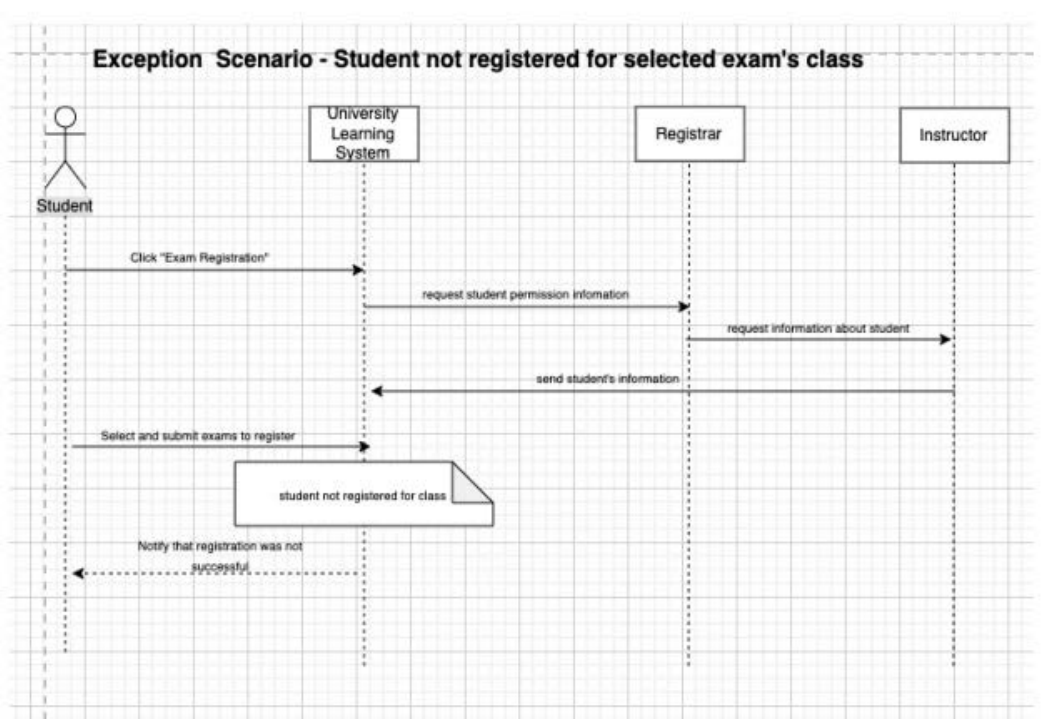 Exception Scenario - Student not registered for selected exam's class
University
Learning
System
Registrar
Instructor
Student
Click "Exam Registration"
request student permission infomation
request information about student
send student's information
Select and submit exams to register
student not registered for class
Notify that registration was not
successful